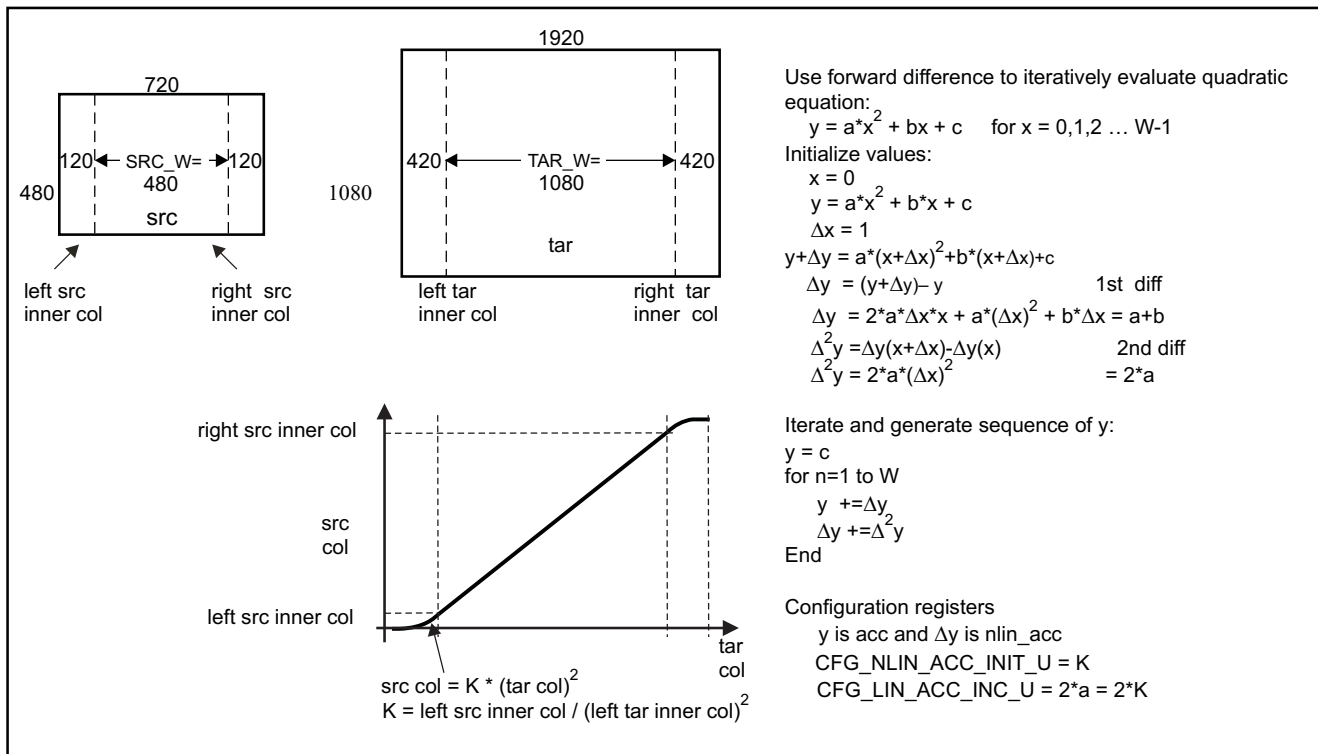 720
120
SRC_W=
480
120
480
src
left src
inner col
right src
inner col
1920
420
TAR_W=
1080
420
1080
tar
left tar
inner col
right tar
inner col
right src inner col
src
col
left src inner col
tar
col
src col = K * (tar col)²
K = left src inner col / (left tar inner col)²
Use forward difference to iteratively evaluate quadratic
equation:
y = a*x² + bx + c for x = 0,1,2 … W-1
Initialize values:
x = 0
y = a*x² + b*x + c
Δx = 1
y+Δy = a*(x+Δx)²+b*(x+Δx)+c
Δy = (y+Δy)– y 1st diff
Δy = 2*a*Δx*x + a*(Δx)² + b*Δx = a+b
Δ²y =Δy(x+Δx)-Δy(x) 2nd diff
Δ²y = 2*a*(Δx)² = 2*a
Iterate and generate sequence of y:
y = c
for n=1 to W
y +=Δy
Δy +=Δ²y
End
Configuration registers
y is acc and Δy is nlin_acc
CFG_NLIN_ACC_INIT_U = K
CFG_LIN_ACC_INC_U = 2*a = 2*K